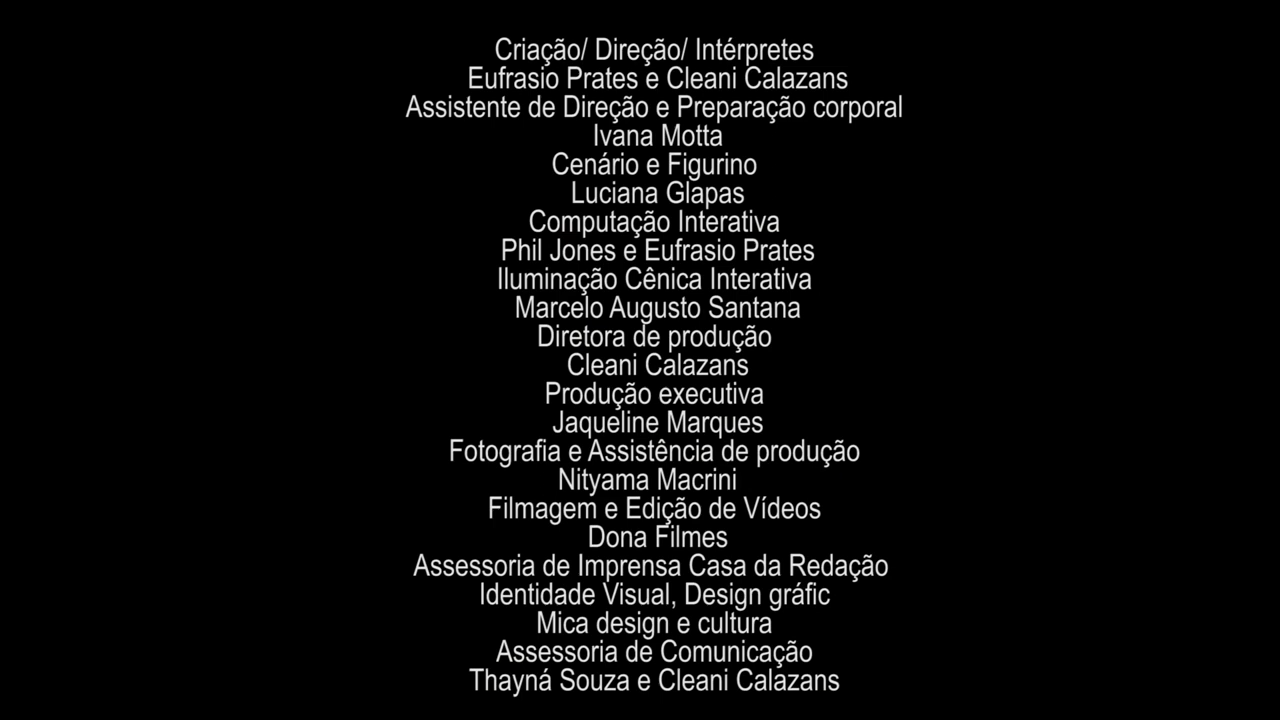 Criação/ Direção/ Intérpretes
Eufrasio Prates e Cleani Calazans
Assistente de Direção e Preparação corporal
Ivana Motta
Cenário e Figurino
Luciana Glapas
Computação Interativa
Phil Jones e Eufrasio Prates
Iluminação Cênica Interativa
Marcelo Augusto Santana
Diretora de produção
Cleani Calazans
Produção executiva
Jaqueline Marques
Fotografia e Assistência de produção
Nityama Macrini
Filmagem e Edição de Vídeos
Dona Filmes
Assessoria de Imprensa Casa da Redação
Identidade Visual, Design gráfic
Mica design e cultura
Assessoria de Comunicação
Thayná Souza e Cleani Calazans